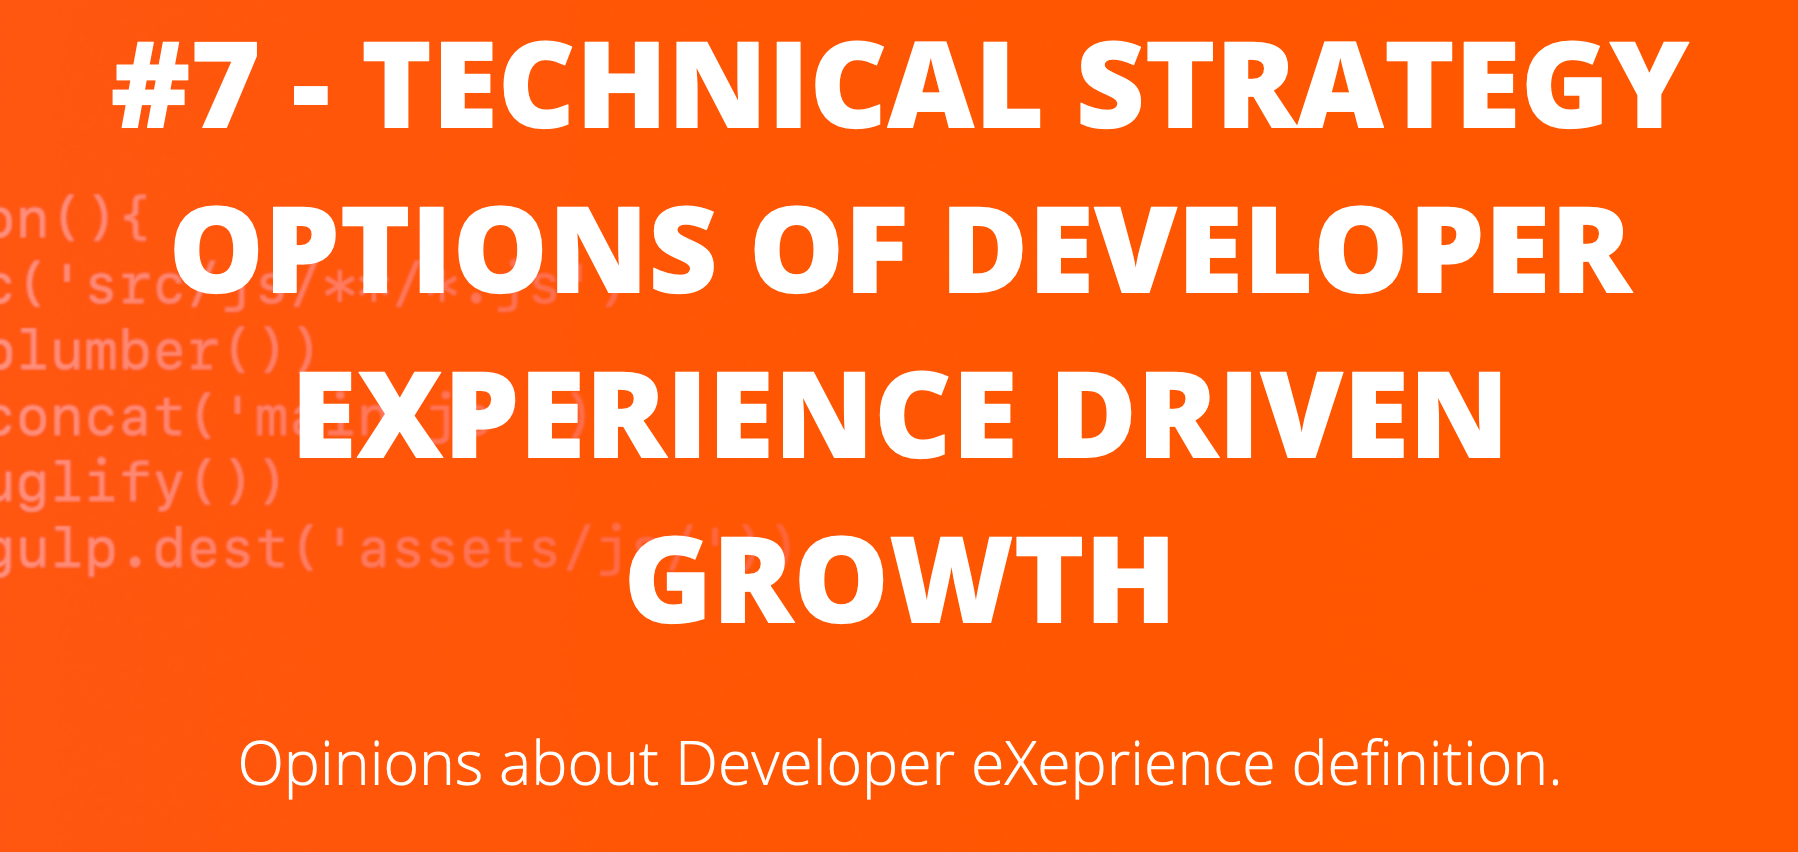 #7 - TECHNICAL STRATEGY
OPTIONS OF DEVELOPER
EXPERIENCE DRIVEN
GROWTH
Opinions about Developer eXeprience definition.
on(){
c('src/js/**/*.js')
plumber())
concat('main.js'))
uglify())
gulp.dest('assets/js/'))